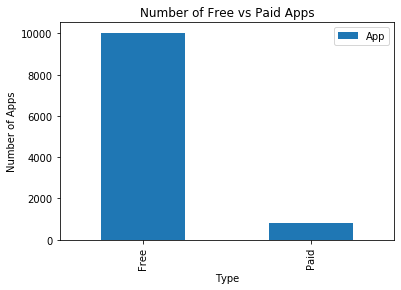 Number of Free vs Paid Apps
App
Number of Apps
10000
8000
6000
4000
2000
0
Free
Paid
Type